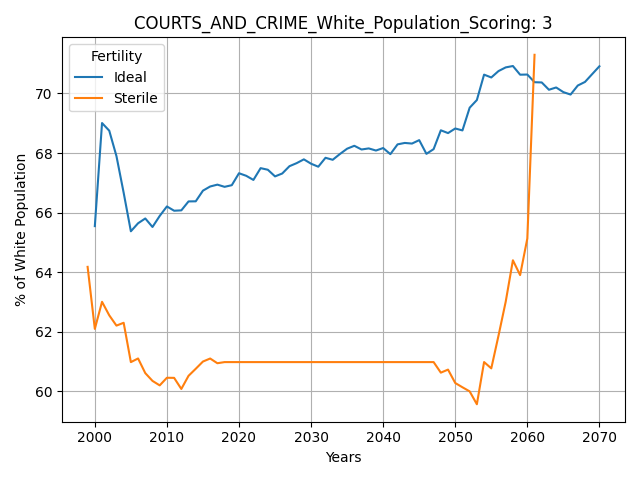 COURTS_AND_CRIME_White_Population_Scoring: 3
Fertility
Ideal
Sterile
% of White Population
70
68
66
64
62
60
2000 2010 2020 2030 2040 2050 2060 2070
Years